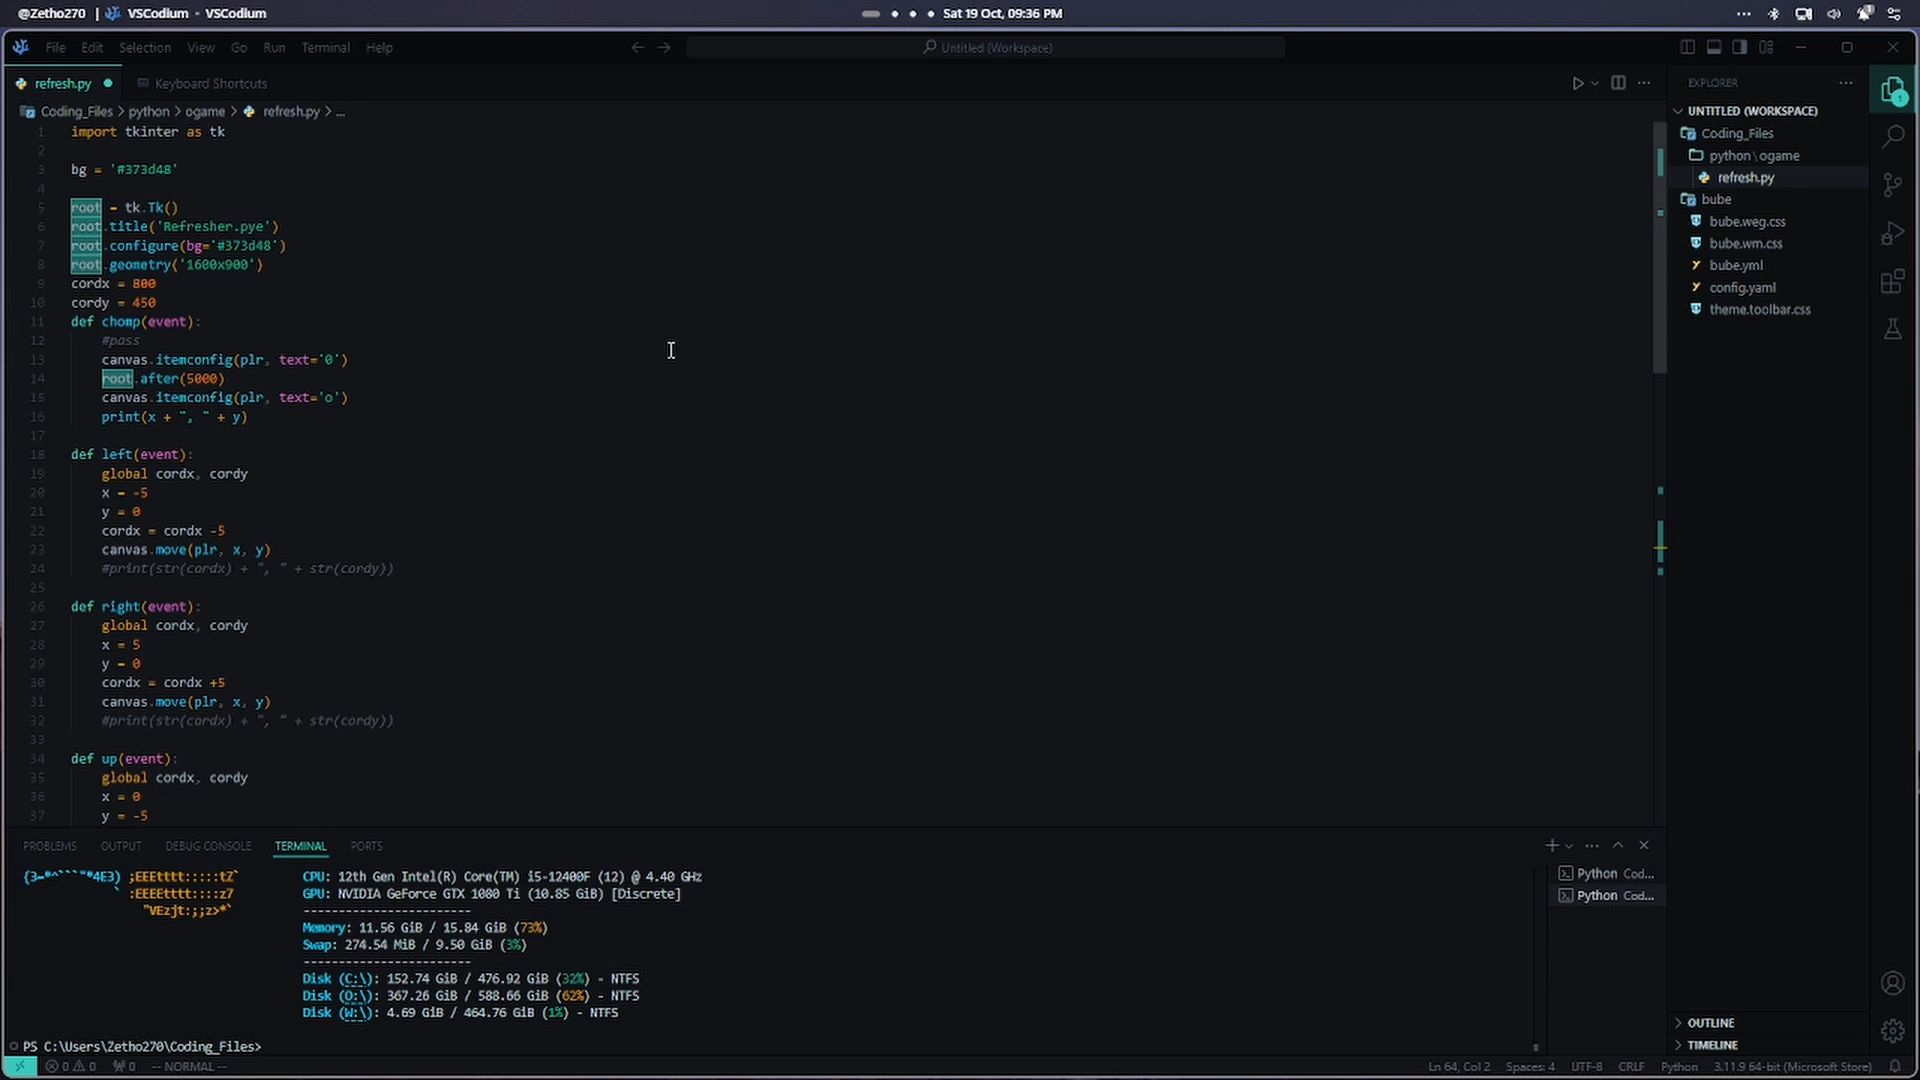 @Zetho270 | VSCodium - VSCodium
Sat 19 Oct, 09:36 PM
File Edit Selection View Go Run Terminal Help
Untitled (Workspace)
refresh.py
Keyboard Shortcuts
Coding_Files > python > ogame > refresh.py > ...
1 import tkinter as tk
2
3 bg = '#373d48'
4
5 root = tk.Tk()
6 root.title('Refresher.pye')
7 root.configure(bg='#373d48')
8 root.geometry('1600x900')
9 cordx = 800
10 cordy = 450
11 def chomp(event):
12 #pass
13 canvas.itemconfig(plr, text='0')
14 root.after(5000)
15 canvas.itemconfig(plr, text='o')
16 print(x + ", " + y)
17
18 def left(event):
19 global cordx, cordy
20 x = -5
21 y = 0
22 cordx = cordx -5
23 canvas.move(plr, x, y)
24 #print(str(cordx) + ", " + str(cordy))
25
26 def right(event):
27 global cordx, cordy
28 x = 5
29 y = 0
30 cordx = cordx +5
31 canvas.move(plr, x, y)
32 #print(str(cordx) + ", " + str(cordy))
33
34 def up(event):
35 global cordx, cordy
36 x = 0
37 y = -5
EXPLORER
UNTITLED (WORKSPACE)
Coding_Files
python\ogame
refresh.py
bube
bube.weg.css
bube.wm.css
bube.yml
config.yaml
theme.toolbar.css
OUTLINE
TIMELINE
1
PROBLEMS OUTPUT DEBUG CONSOLE TERMINAL PORTS
Python Cod...
Python Cod...
(3=*^```"*4E3) ;EEEtttt:::::tZ` CPU: 12th Gen Intel(R) Core(TM) i5-12400F (12) @ 4.40 GHz
` :EEEEtttt::::z7 GPU: NVIDIA GeForce GTX 1080 Ti (10.85 GiB) [Discrete]
"VEzjt:;;z>*` -----------------------
Memory: 11.56 GiB / 15.84 GiB (73%)
Swap: 274.54 MiB / 9.50 GiB (3%)
-----------------------
Disk (C:\): 152.74 GiB / 476.92 GiB (32%) - NTFS
Disk (O:\): 367.26 GiB / 588.66 GiB (62%) - NTFS
Disk (W:\): 4.69 GiB / 464.76 GiB (1%) - NTFS
PS C:\Users\Zetho270\Coding_Files>
0 0 0 -- NORMAL -- Ln 64, Col 2 Spaces: 4 UTF-8 CRLF Python 3.11.9 64-bit (Microsoft Store)